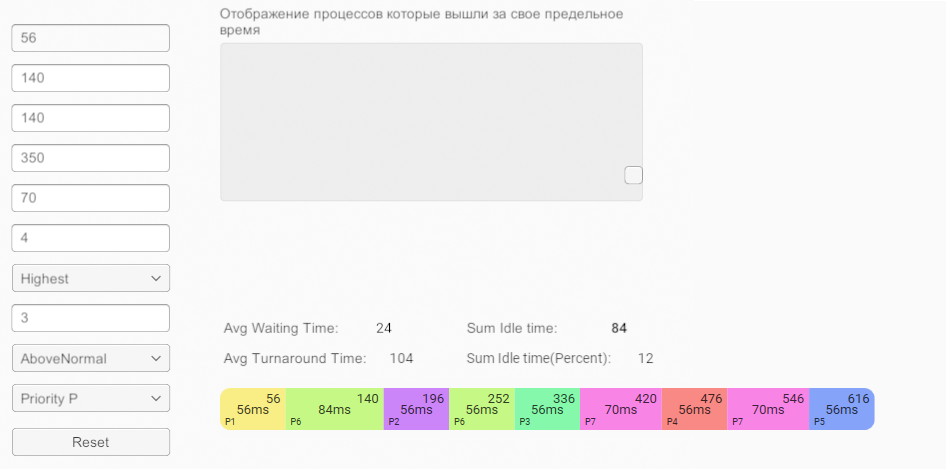 56
140
140
350
70
4
Highest
3
AboveNormal
Priority P
Reset
Отображение процессов которые вышли за свое предельное
время
Avg Waiting Time: 24 Sum Idle time: 84
Avg Turnaround Time: 104 Sum Idle time(Percent): 12
56 140 196 252 336 420 476 546 616
56ms 84ms 56ms 56ms 56ms 70ms 56ms 70ms 56ms
P1 P6 P2 P6 P3 P7 P4 P7 P5